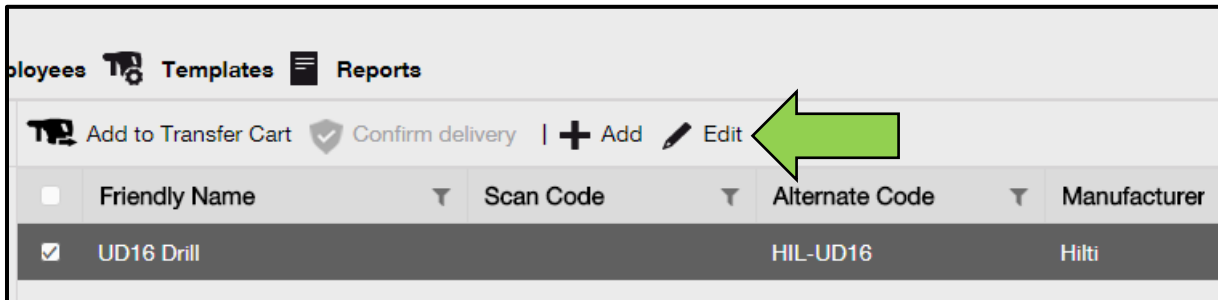 ployees Templates Reports
Add to Transfer Cart Confirm delivery | Add Edit
Friendly Name Scan Code Alternate Code Manufacturer
UD16 Drill HIL-UD16 Hilti